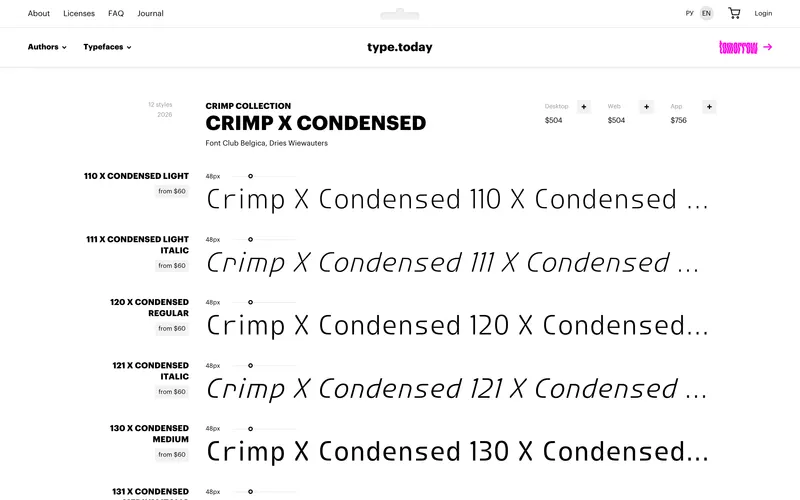 About Licenses FAQ Journal РУ EN Login
Authors Typefaces type.today tomorrow →
12 styles
2026
CRIMP COLLECTION
CRIMP X CONDENSED
Font Club Belgica, Dries Wiewauters
Desktop + Web + App +
$504 $504 $756
110 X CONDENSED LIGHT
from $60
48px
Crimp X Condensed 110 X Condensed ...
111 X CONDENSED LIGHT
ITALIC
from $60
48px
Crimp X Condensed 111 X Condensed ...
120 X CONDENSED
REGULAR
from $60
48px
Crimp X Condensed 120 X Condensed...
121 X CONDENSED
ITALIC
from $60
48px
Crimp X Condensed 121 X Condensed ...
130 X CONDENSED
MEDIUM
from $60
48px
Crimp X Condensed 130 X Condensed...
131 X CONDENSED
48px